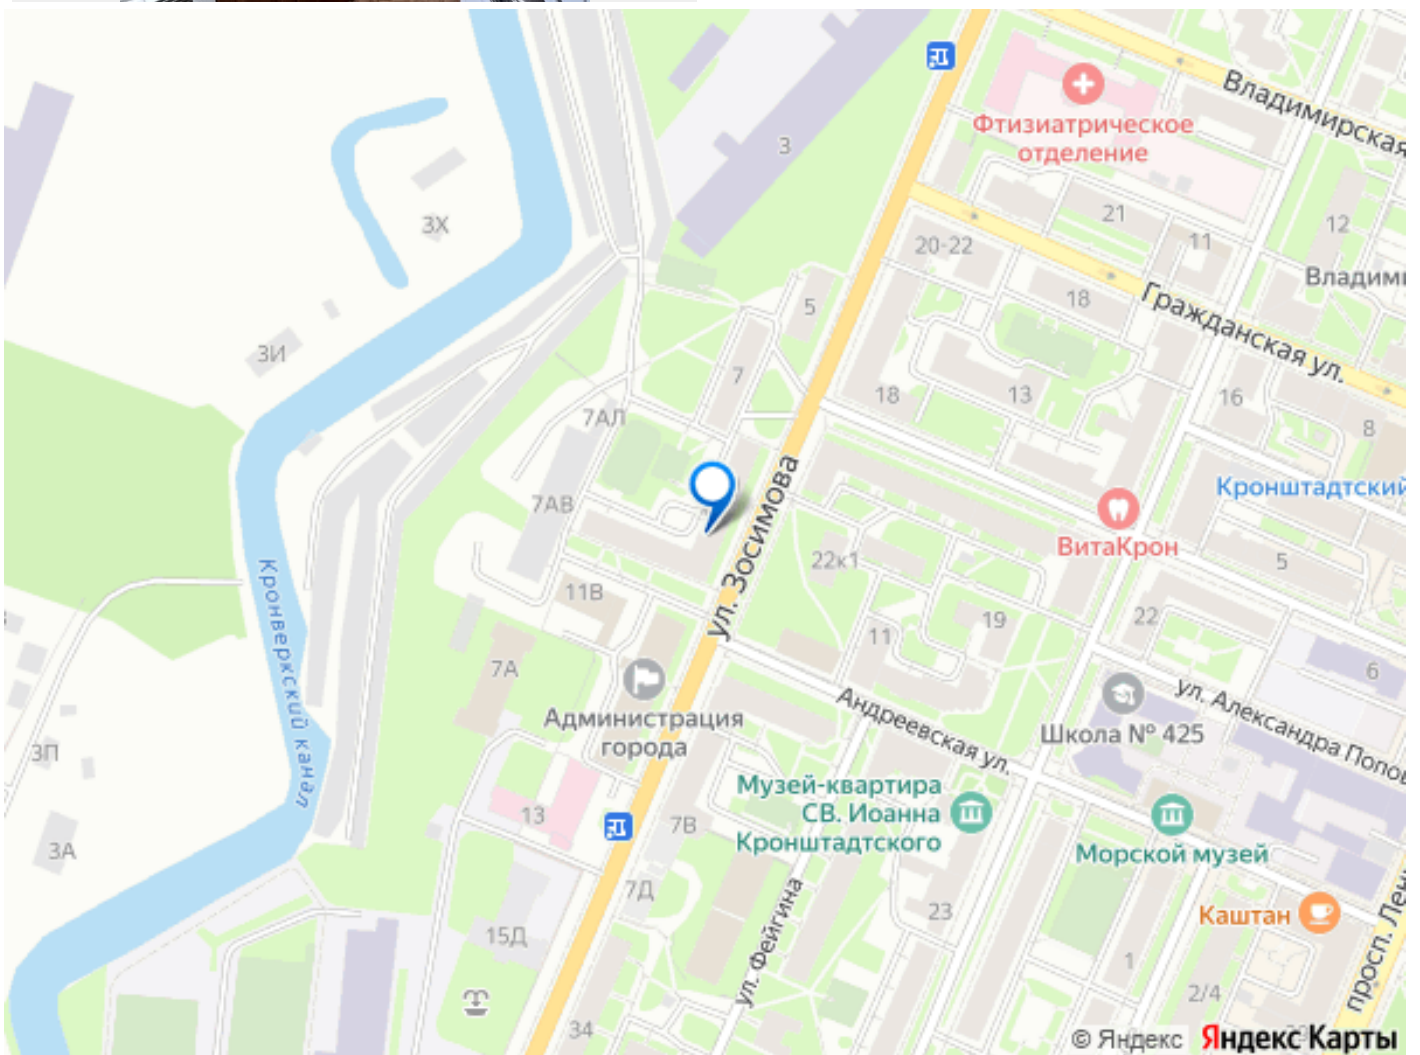 Владимирская
Фтизиатрическое
отделение
3
3Х
21
11
12
20-22
Владими
5
18
Гражданская ул.
3И
7
18
13
16
7АЛ
8
ул. Зосимова
Кронштадтский
7АВ
ВитаКрон
22к1
5
Кронверкский канал
11В
11
19
22
7А
6
ул. Александра Попов
Администрация
города
Андреевская ул.
Школа № 425
3П
Музей-квартира
СВ. Иоанна
Кронштадтского
13
7В
3А
Морской музей
7Д
Каштан
23
просп. Лен
15Д
ул. Фейгина
1
2/4
34
© Яндекс Яндекс Карты